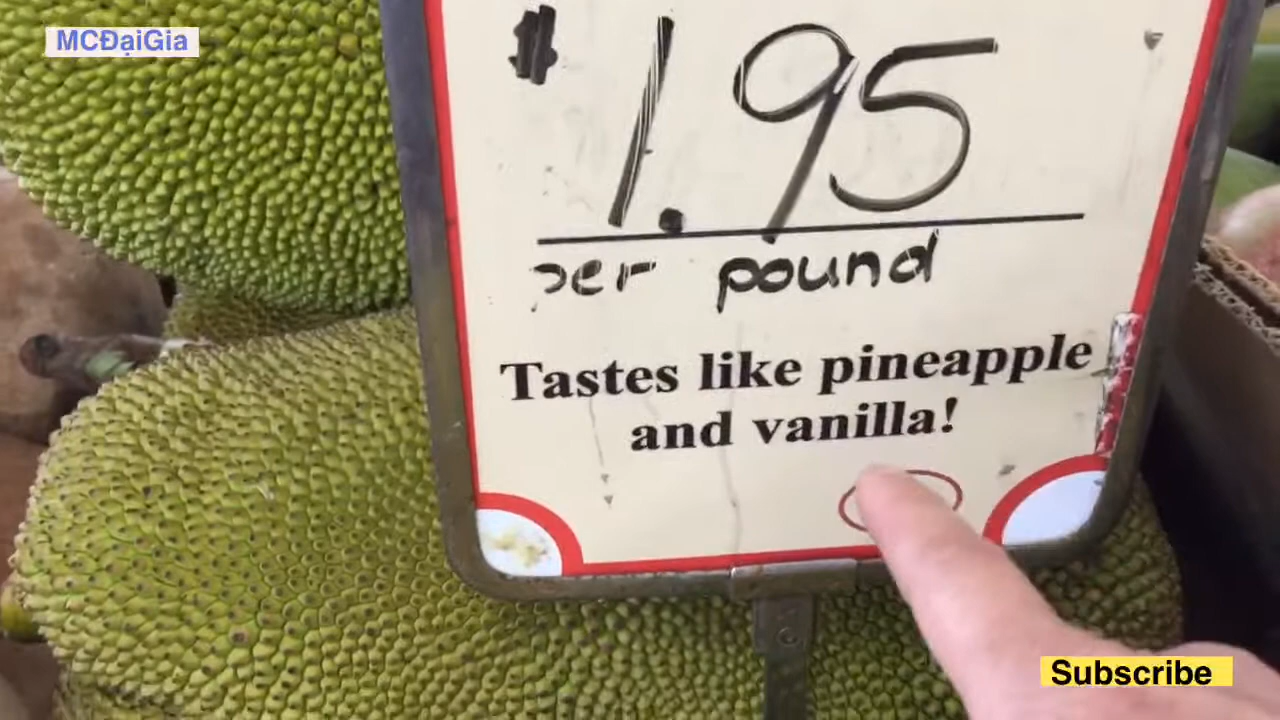 MCĐạiGia
$1.95
per pound
Tastes like pineapple
and vanilla!
Subscribe